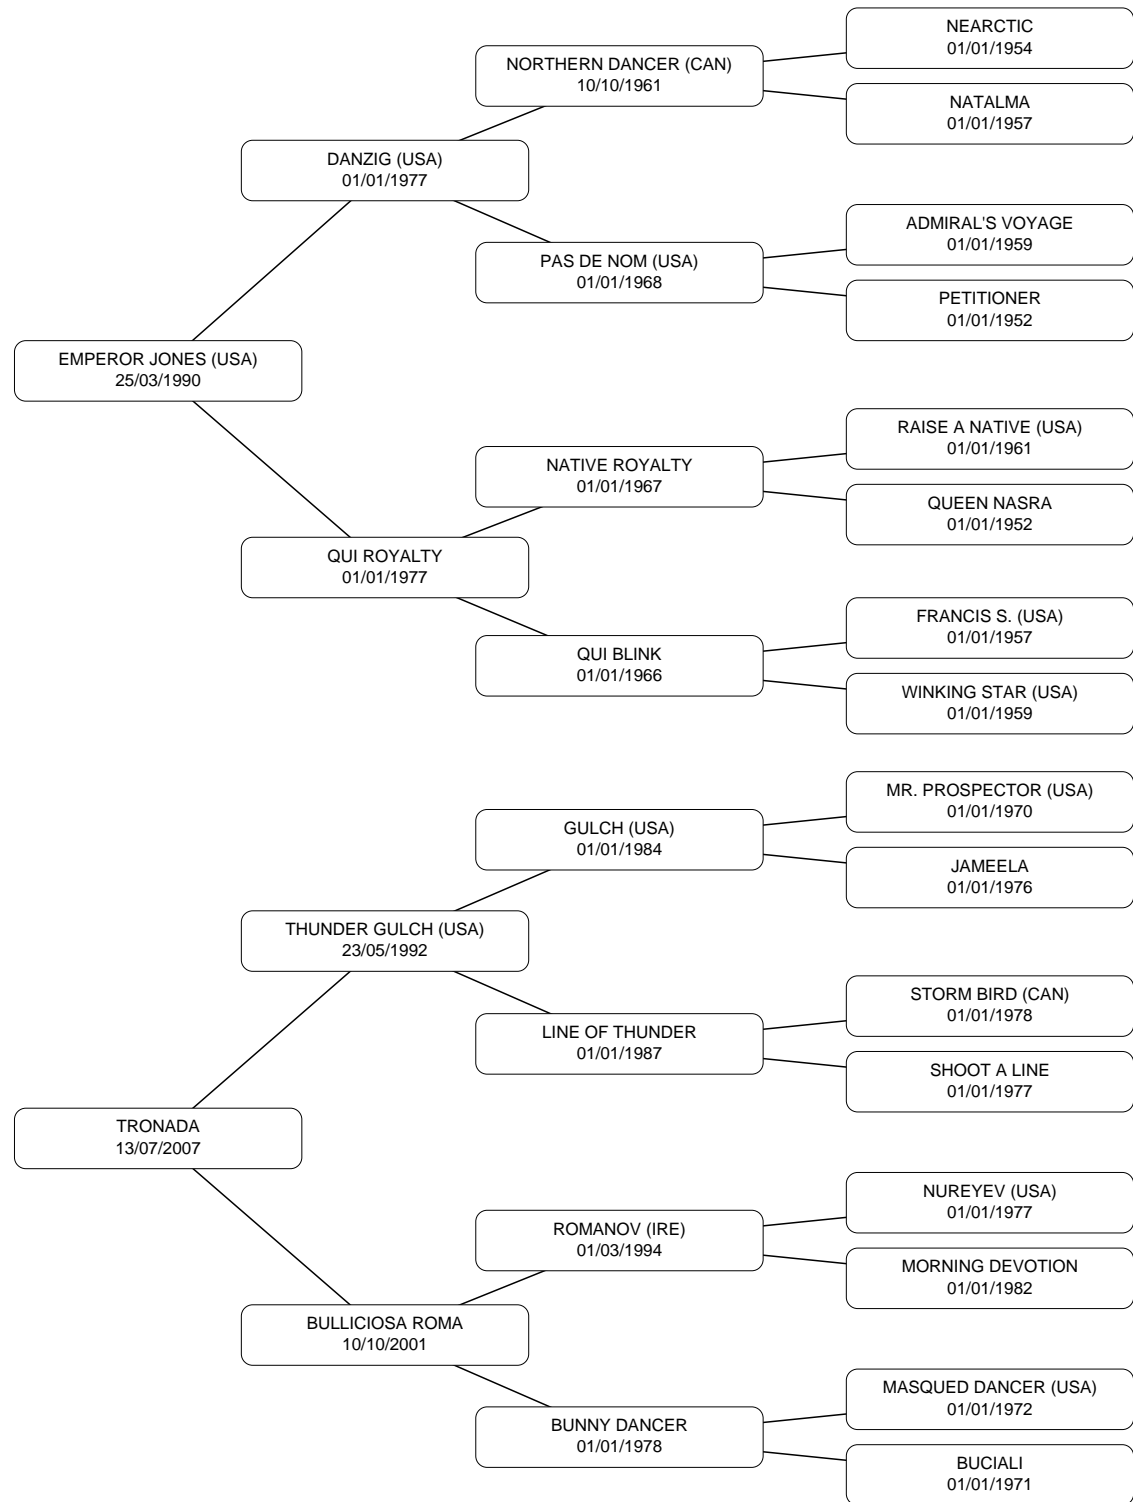 NEARCTIC
01/01/1954
NORTHERN DANCER (CAN)
10/10/1961
NATALMA
01/01/1957
DANZIG (USA)
01/01/1977
ADMIRAL'S VOYAGE
01/01/1959
PAS DE NOM (USA)
01/01/1968
PETITIONER
01/01/1952
EMPEROR JONES (USA)
25/03/1990
RAISE A NATIVE (USA)
01/01/1961
NATIVE ROYALTY
01/01/1967
QUEEN NASRA
01/01/1952
QUI ROYALTY
01/01/1977
FRANCIS S. (USA)
01/01/1957
QUI BLINK
01/01/1966
WINKING STAR (USA)
01/01/1959
MR. PROSPECTOR (USA)
01/01/1970
GULCH (USA)
01/01/1984
JAMEELA
01/01/1976
THUNDER GULCH (USA)
23/05/1992
STORM BIRD (CAN)
01/01/1978
LINE OF THUNDER
01/01/1987
SHOOT A LINE
01/01/1977
TRONADA
13/07/2007
NUREYEV (USA)
01/01/1977
ROMANOV (IRE)
01/03/1994
MORNING DEVOTION
01/01/1982
BULLICIOSA ROMA
10/10/2001
MASQUED DANCER (USA)
01/01/1972
BUNNY DANCER
01/01/1978
BUCIALI
01/01/1971